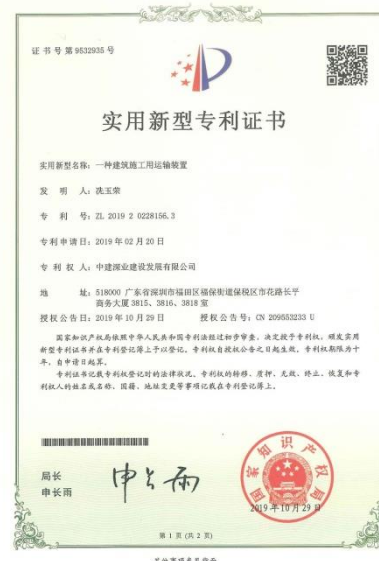 证书号第9532935号
实用新型专利证书
实用新型名称：一种建筑施工用运输装置
发明人：冼玉荣
专利号：ZL 2019 2 0228156.3
专利申请日：2019年02月20日
专利权人：中建深业建设发展有限公司
地址：518000 广东省深圳市福田区福保街道保税区市花路长平
商务大厦3815、3816、3818室
授权公告日：2019年10月29日 授权公告号：CN 209553233 U
国家知识产权局依照中华人民共和国专利法经过初步审查，决定授予专利权，颁发实用
新型专利证书并在专利登记簿上予以登记。专利权自授权公告之日起生效。专利权期限为十
年，自申请日起算。
专利证书记载专利权登记时的法律状况。专利权的转移、质押、无效、终止、恢复和专
利权人的姓名或名称、国籍、地址变更等事项记载在专利登记簿上。
局长
申长雨
申长雨
国家知识产权局
2019年10月29日
第1页（共2页）
其他事项参见背面